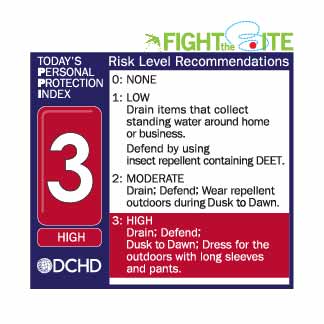 FIGHT the BITE
TODAY'S
PERSONAL
PROTECTION
INDEX
3
HIGH
DCHD
Risk Level Recommendations
0: NONE
1: LOW
Drain items that collect
standing water around home
or business.
Defend by using
insect repellent containing DEET.
2: MODERATE
Drain; Defend; Wear repellent
outdoors during Dusk to Dawn.
3: HIGH
Drain; Defend;
Dusk to Dawn; Dress for the
outdoors with long sleeves
and pants.